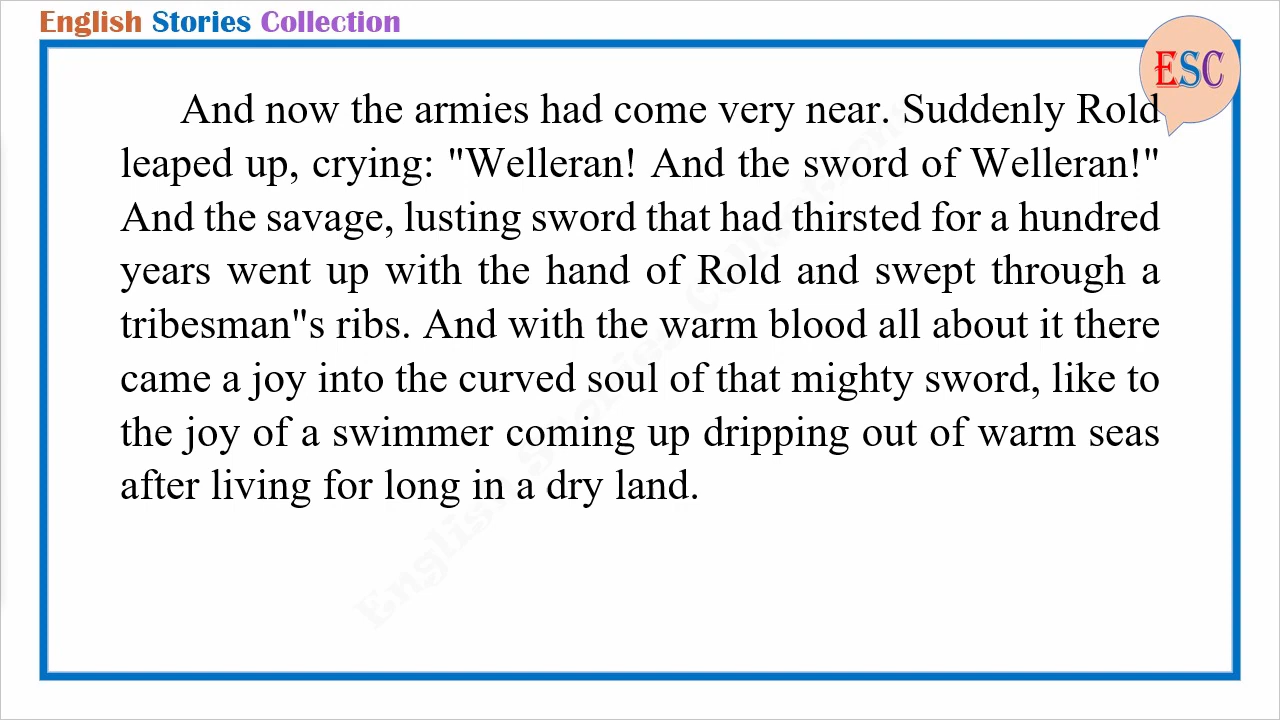 English Stories Collection
ESC
And now the armies had come very near. Suddenly Rold
leaped up, crying: "Welleran! And the sword of Welleran!"
And the savage, lusting sword that had thirsted for a hundred
years went up with the hand of Rold and swept through a
tribesman"s ribs. And with the warm blood all about it there
came a joy into the curved soul of that mighty sword, like to
the joy of a swimmer coming up dripping out of warm seas
after living for long in a dry land.
English Stories Collection